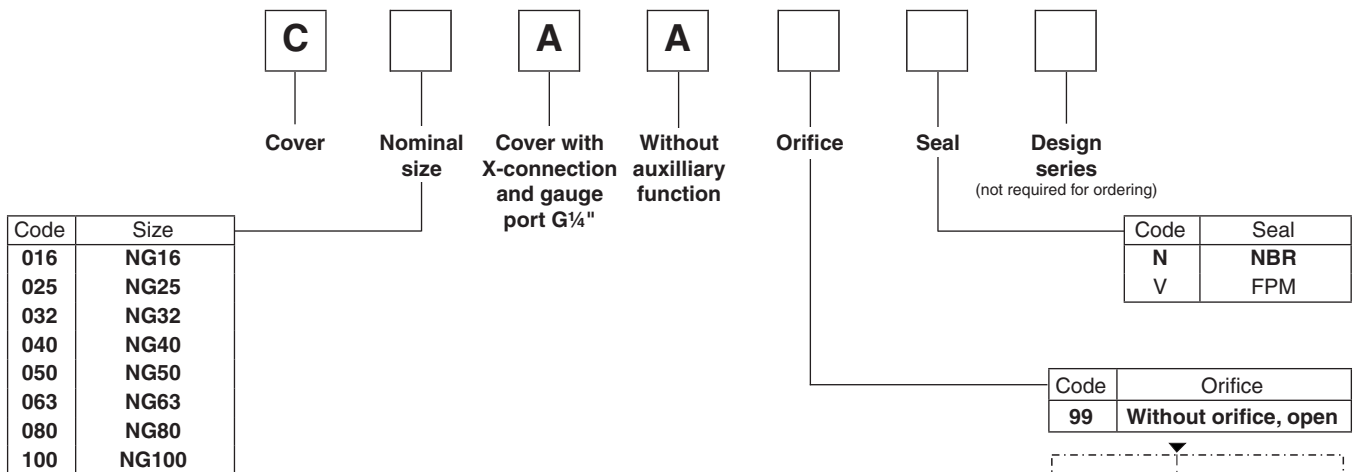 C A A
Cover
Nominal
size
Cover with
X-connection
and gauge
port G¼"
Without
auxilliary
function
Orifice
Seal
Design
series
(not required for ordering)
Code Size
016 NG16
025 NG25
032 NG32
040 NG40
050 NG50
063 NG63
080 NG80
100 NG100
Code Seal
N NBR
V FPM
Code Orifice
99 Without orifice, open